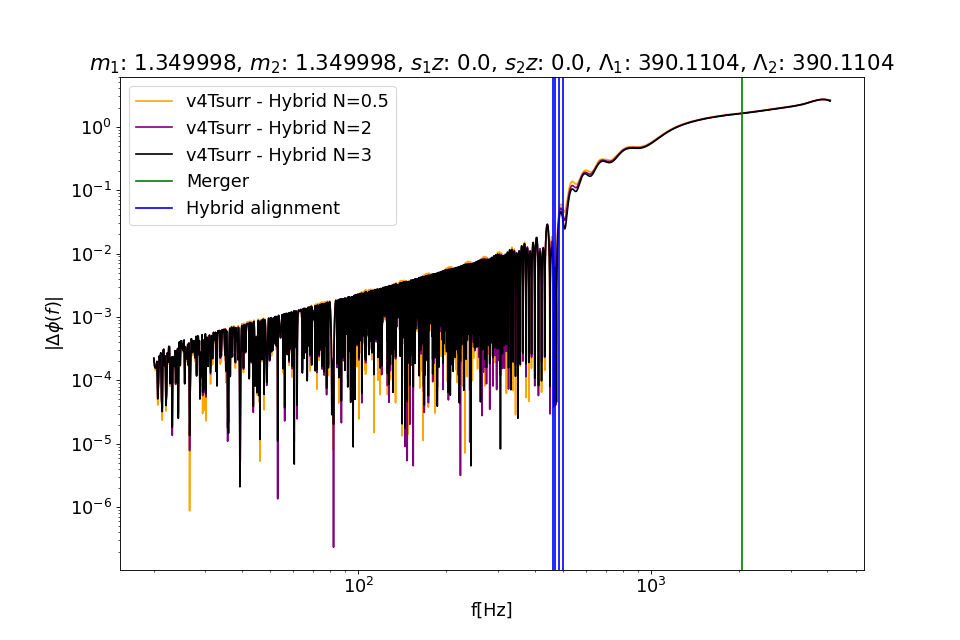 m₁: 1.349998, m₂: 1.349998, s₁z: 0.0, s₂z: 0.0, Λ₁: 390.1104, Λ₂: 390.1104
v4Tsurr - Hybrid N=0.5
v4Tsurr - Hybrid N=2
v4Tsurr - Hybrid N=3
Merger
Hybrid alignment
10⁰
10⁻¹
10⁻²
10⁻³
10⁻⁴
10⁻⁵
10⁻⁶
|Δϕ(f)|
10² 10³
f[Hz]